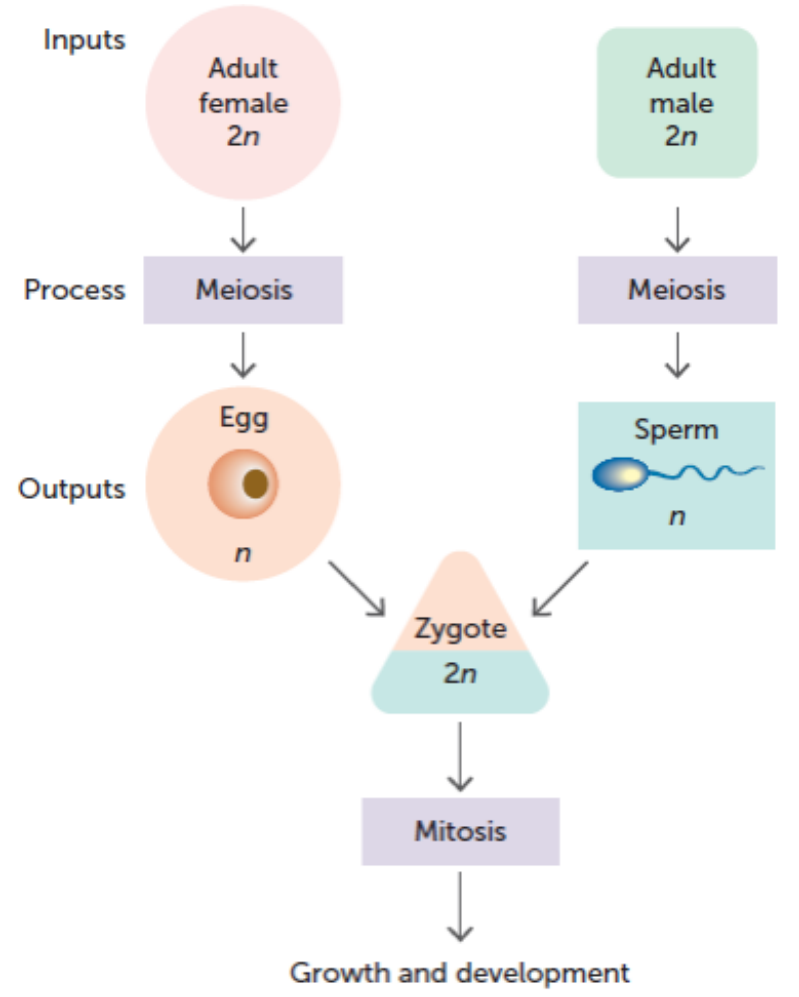 Inputs
Adult
female
2n
Adult
male
2n
Process
Meiosis
Meiosis
Outputs
Egg
n
Sperm
n
Zygote
2n
Mitosis
Growth and development